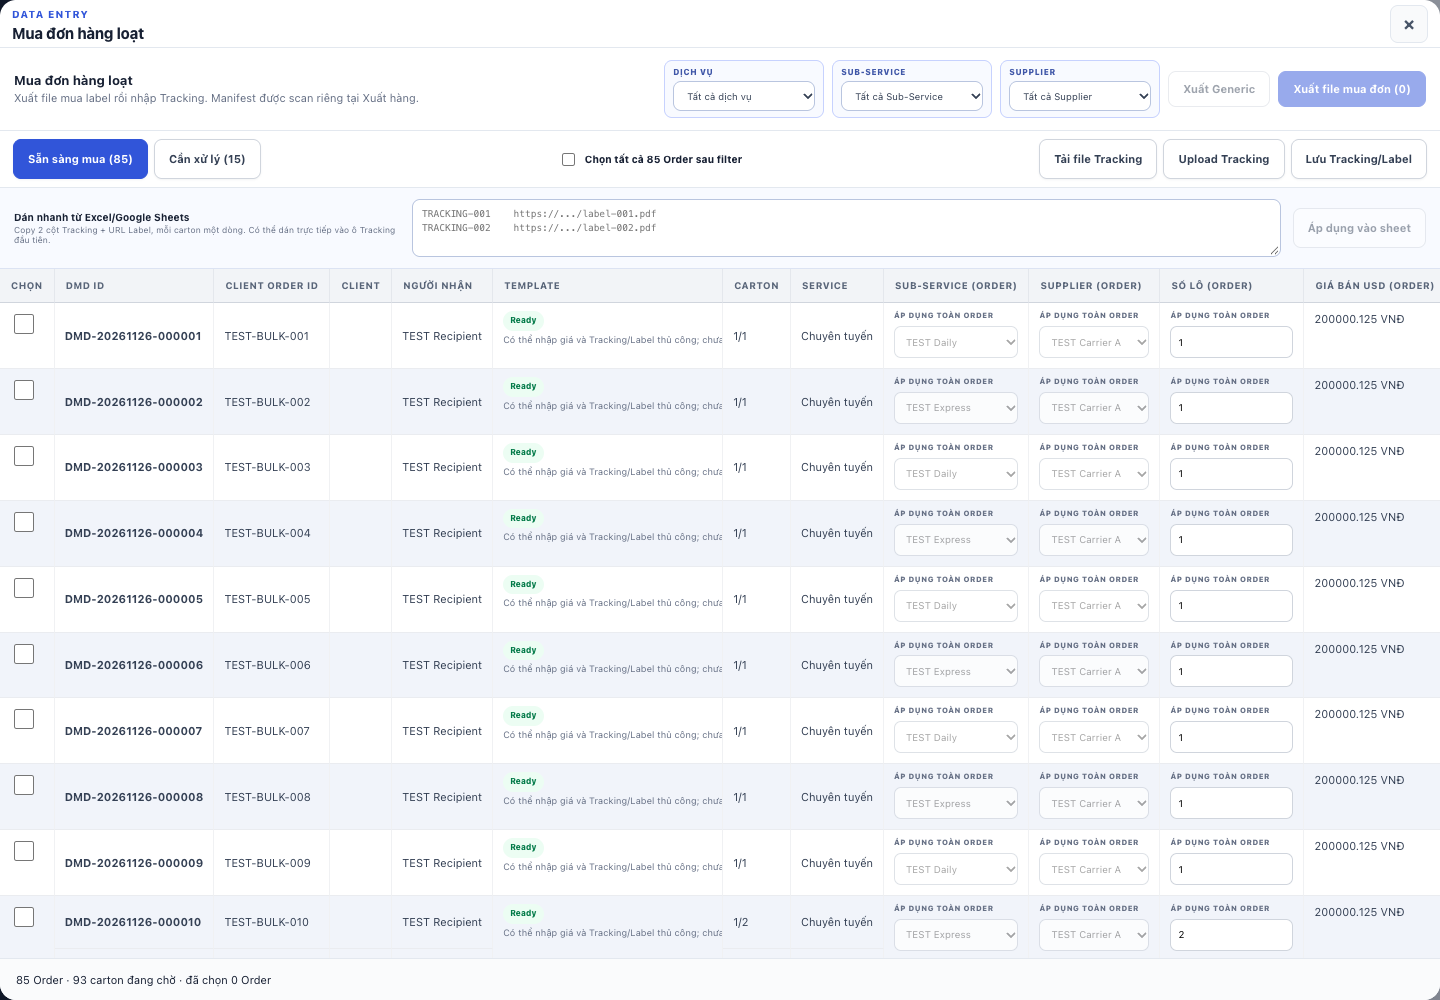 DATA ENTRY
Mua đơn hàng loạt
×
Mua đơn hàng loạt
Xuất file mua label rồi nhập Tracking. Manifest được scan riêng tại Xuất hàng.
DỊCH VỤ
Tất cả dịch vụ
SUB-SERVICE
Tất cả Sub-Service
SUPPLIER
Tất cả Supplier
Xuất Generic
Xuất file mua đơn (0)
Sẵn sàng mua (85)
Cần xử lý (15)
Chọn tất cả 85 Order sau filter
Tải file Tracking
Upload Tracking
Lưu Tracking/Label
Dán nhanh từ Excel/Google Sheets
Copy 2 cột Tracking + URL Label, mỗi carton một dòng. Có thể dán trực tiếp vào ô Tracking
đầu tiên.
TRACKING-001 https://.../label-001.pdf
TRACKING-002 https://.../label-002.pdf
Áp dụng vào sheet
CHỌN DMD ID CLIENT ORDER ID CLIENT NGƯỜI NHẬN TEMPLATE CARTON SERVICE SUB-SERVICE (ORDER) SUPPLIER (ORDER) SỐ LÔ (ORDER) GIÁ BÁN USD (ORDER)
Ready ÁP DỤNG TOÀN ORDER ÁP DỤNG TOÀN ORDER ÁP DỤNG TOÀN ORDER 200000.125 VNĐ
DMD-20261126-000001 TEST-BULK-001 TEST Recipient Có thể nhập giá và Tracking/Label thủ công; chưa 1/1 Chuyên tuyến TEST Daily TEST Carrier A 1
Ready ÁP DỤNG TOÀN ORDER ÁP DỤNG TOÀN ORDER ÁP DỤNG TOÀN ORDER 200000.125 VNĐ
DMD-20261126-000002 TEST-BULK-002 TEST Recipient Có thể nhập giá và Tracking/Label thủ công; chưa 1/1 Chuyên tuyến TEST Express TEST Carrier A 1
Ready ÁP DỤNG TOÀN ORDER ÁP DỤNG TOÀN ORDER ÁP DỤNG TOÀN ORDER 200000.125 VNĐ
DMD-20261126-000003 TEST-BULK-003 TEST Recipient Có thể nhập giá và Tracking/Label thủ công; chưa 1/1 Chuyên tuyến TEST Daily TEST Carrier A 1
Ready ÁP DỤNG TOÀN ORDER ÁP DỤNG TOÀN ORDER ÁP DỤNG TOÀN ORDER 200000.125 VNĐ
DMD-20261126-000004 TEST-BULK-004 TEST Recipient Có thể nhập giá và Tracking/Label thủ công; chưa 1/1 Chuyên tuyến TEST Express TEST Carrier A 1
Ready ÁP DỤNG TOÀN ORDER ÁP DỤNG TOÀN ORDER ÁP DỤNG TOÀN ORDER 200000.125 VNĐ
DMD-20261126-000005 TEST-BULK-005 TEST Recipient Có thể nhập giá và Tracking/Label thủ công; chưa 1/1 Chuyên tuyến TEST Daily TEST Carrier A 1
Ready ÁP DỤNG TOÀN ORDER ÁP DỤNG TOÀN ORDER ÁP DỤNG TOÀN ORDER 200000.125 VNĐ
DMD-20261126-000006 TEST-BULK-006 TEST Recipient Có thể nhập giá và Tracking/Label thủ công; chưa 1/1 Chuyên tuyến TEST Express TEST Carrier A 1
Ready ÁP DỤNG TOÀN ORDER ÁP DỤNG TOÀN ORDER ÁP DỤNG TOÀN ORDER 200000.125 VNĐ
DMD-20261126-000007 TEST-BULK-007 TEST Recipient Có thể nhập giá và Tracking/Label thủ công; chưa 1/1 Chuyên tuyến TEST Daily TEST Carrier A 1
Ready ÁP DỤNG TOÀN ORDER ÁP DỤNG TOÀN ORDER ÁP DỤNG TOÀN ORDER 200000.125 VNĐ
DMD-20261126-000008 TEST-BULK-008 TEST Recipient Có thể nhập giá và Tracking/Label thủ công; chưa 1/1 Chuyên tuyến TEST Express TEST Carrier A 1
Ready ÁP DỤNG TOÀN ORDER ÁP DỤNG TOÀN ORDER ÁP DỤNG TOÀN ORDER 200000.125 VNĐ
DMD-20261126-000009 TEST-BULK-009 TEST Recipient Có thể nhập giá và Tracking/Label thủ công; chưa 1/1 Chuyên tuyến TEST Daily TEST Carrier A 1
Ready ÁP DỤNG TOÀN ORDER ÁP DỤNG TOÀN ORDER ÁP DỤNG TOÀN ORDER 200000.125 VNĐ
DMD-20261126-000010 TEST-BULK-010 TEST Recipient Có thể nhập giá và Tracking/Label thủ công; chưa 1/2 Chuyên tuyến TEST Express TEST Carrier A 2
85 Order · 93 carton đang chờ · đã chọn 0 Order